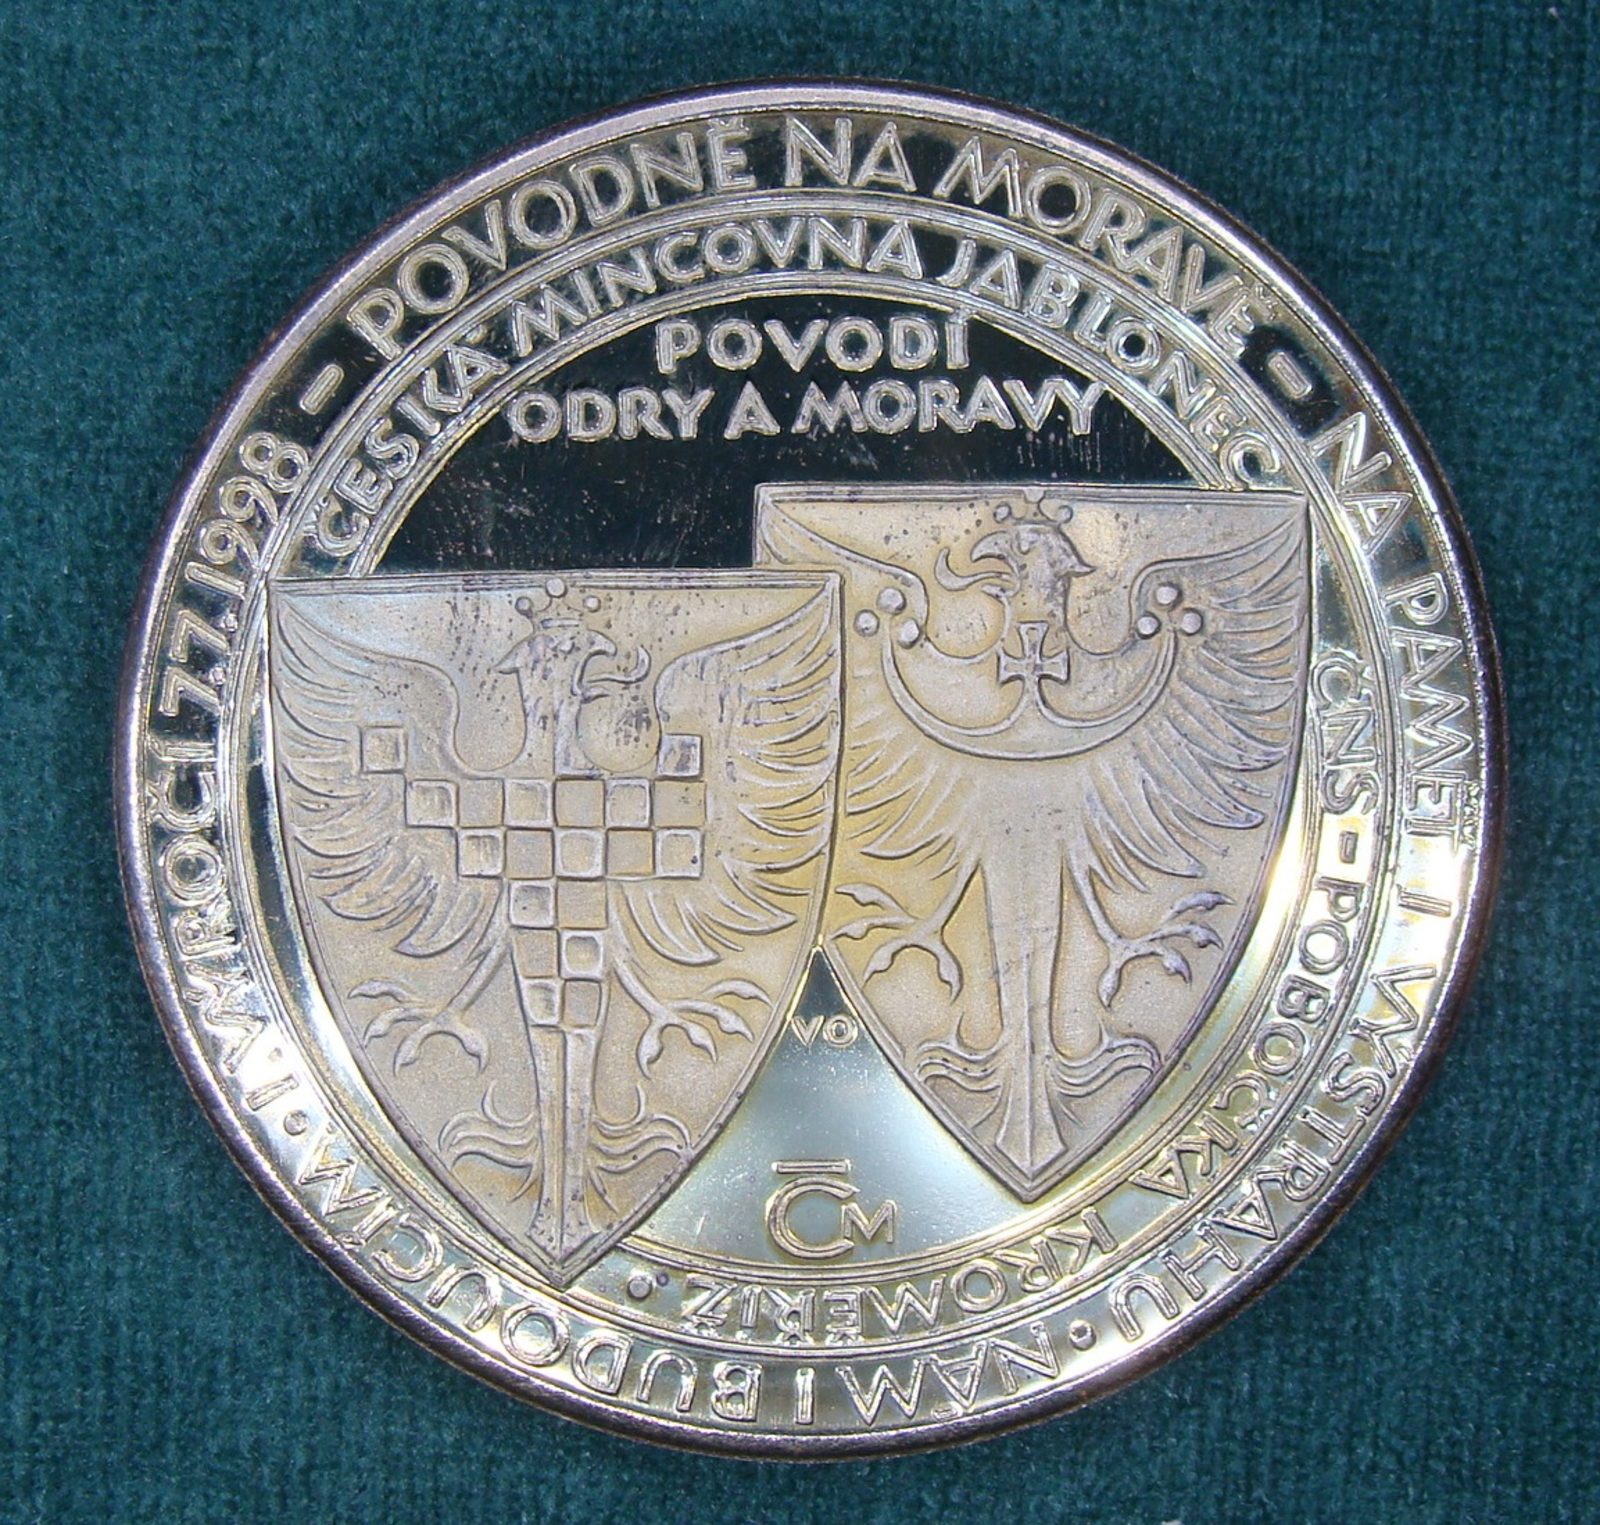 POVODNĚ NA MORAVĚ – NA PAMĚT I VÝSTRAHU · NÁM I BUDOUCÍM · I. VÝROČÍ 7.7.1998 –
ČESKÁ MINCOVNA JABLONEC
ČNS – POBOČKA KROMĚŘÍŽ ·
POVODÍ
ODRY A MORAVY
VO
ČM